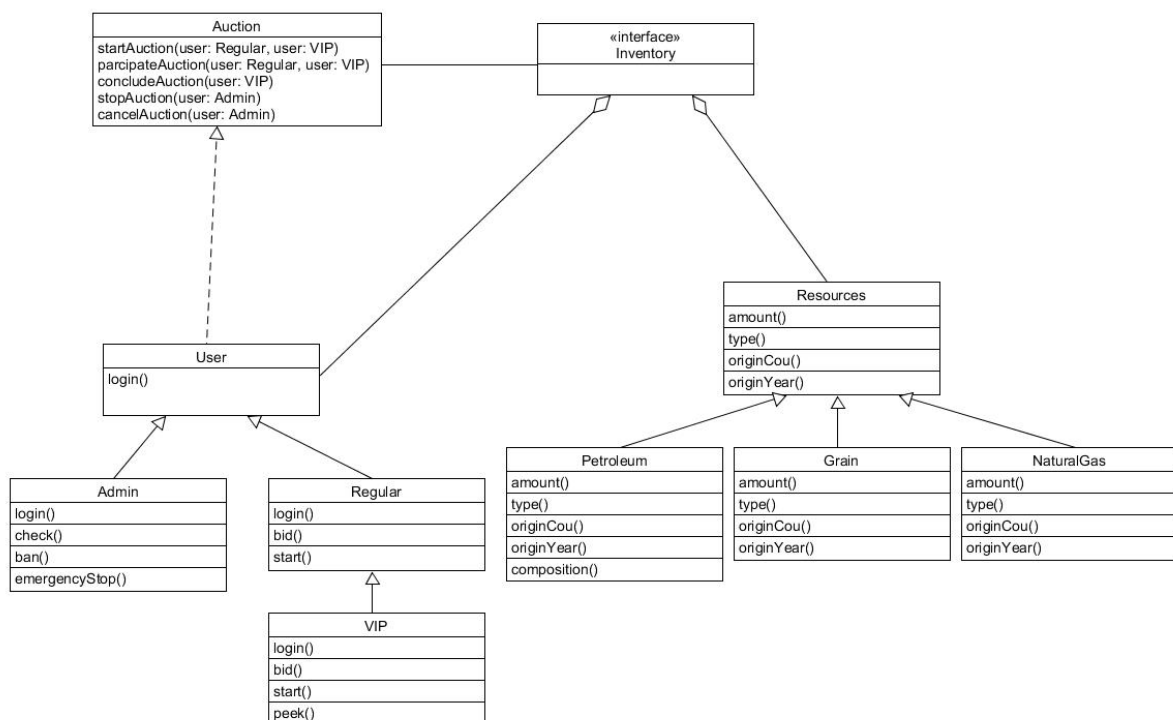 Auction
startAuction(user: Regular, user: VIP)
parcipateAuction(user: Regular, user: VIP)
concludeAuction(user: VIP)
stopAuction(user: Admin)
cancelAuction(user: Admin)
«interface»
Inventory
Resources
amount()
type()
originCou()
originYear()
User
login()
Admin
login()
check()
ban()
emergencyStop()
Regular
login()
bid()
start()
VIP
login()
bid()
start()
peek()
Petroleum
amount()
type()
originCou()
originYear()
composition()
Grain
amount()
type()
originCou()
originYear()
NaturalGas
amount()
type()
originCou()
originYear()